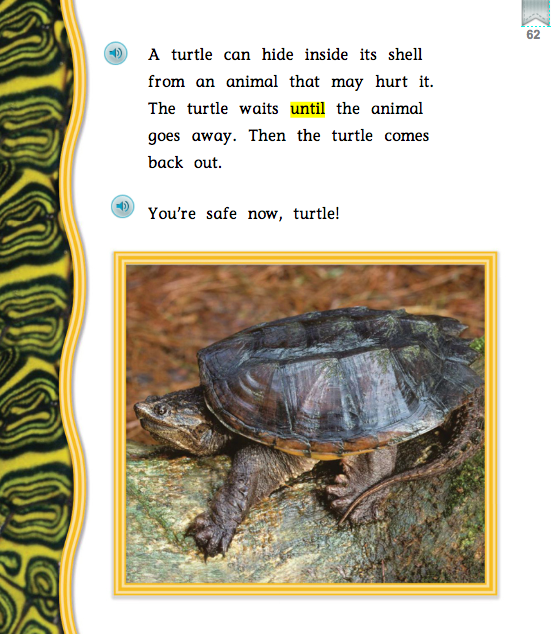 62
A turtle can hide inside its shell
from an animal that may hurt it.
The turtle waits until the animal
goes away. Then the turtle comes
back out.
You're safe now, turtle!